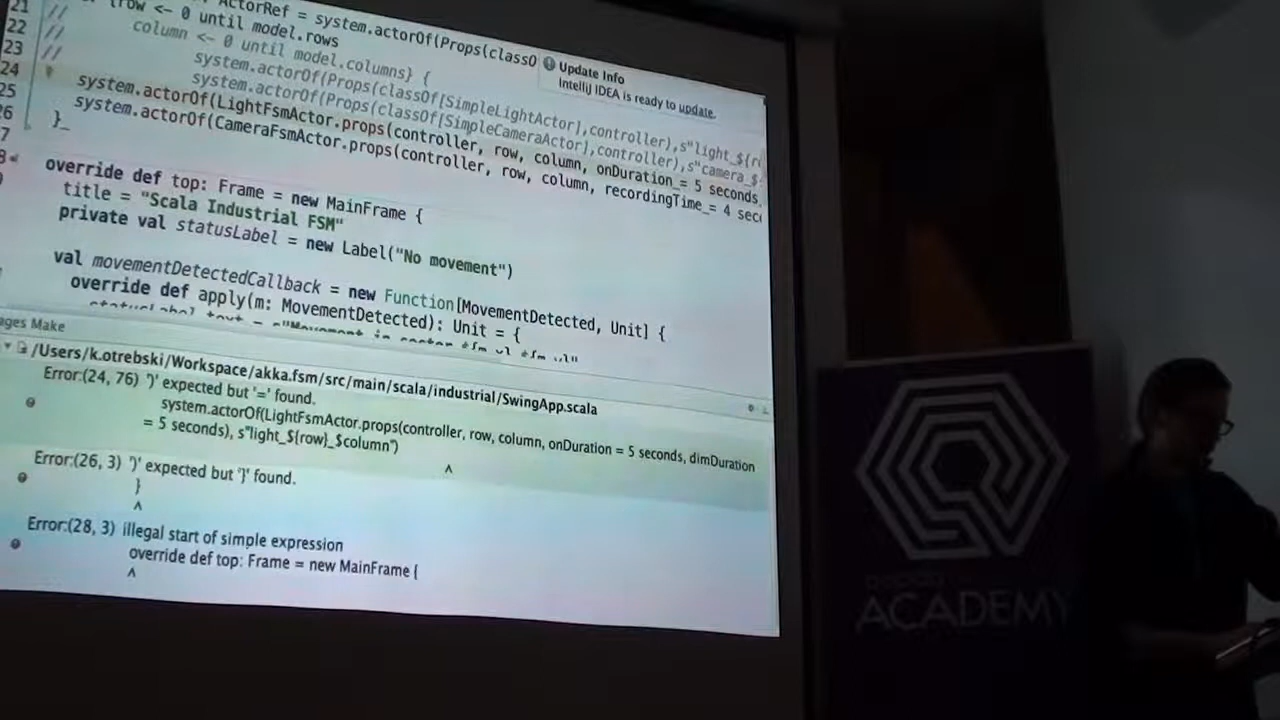 21 // (row <- 0 until model.rows
ActorRef = system.actorOf(Props(classO
22 // column <- 0 until model.columns} {
23 // system.actorOf(Props(classOf[SimpleLightActor],controller),s"light_${r
24 system.actorOf(Props(classOf[SimpleCameraActor],controller),s"camera_$
25 system.actorOf(LightFsmActor.props(controller, row, column, onDuration = 5 seconds,
26 system.actorOf(CameraFsmActor.props(controller, row, column, recordingTime = 4 sec
7 }
8
override def top: Frame = new MainFrame {
title = "Scala Industrial FSM"
private val statusLabel = new Label("No movement")
val movementDetectedCallback = new Function[MovementDetected, Unit] {
override def apply(m: MovementDetected): Unit = {
Update Info
IntelliJ IDEA is ready to update.
ages Make
/Users/k.otrebski/Workspace/akka.fsm/src/main/scala/industrial/SwingApp.scala
Error:(24, 76) ')' expected but '=' found.
system.actorOf(LightFsmActor.props(controller, row, column, onDuration = 5 seconds, dimDuration
= 5 seconds), s"light_${row}_$column")
^
Error:(26, 3) ')' expected but '}' found.
}
^
Error:(28, 3) illegal start of simple expression
override def top: Frame = new MainFrame {
^
ACADEMY